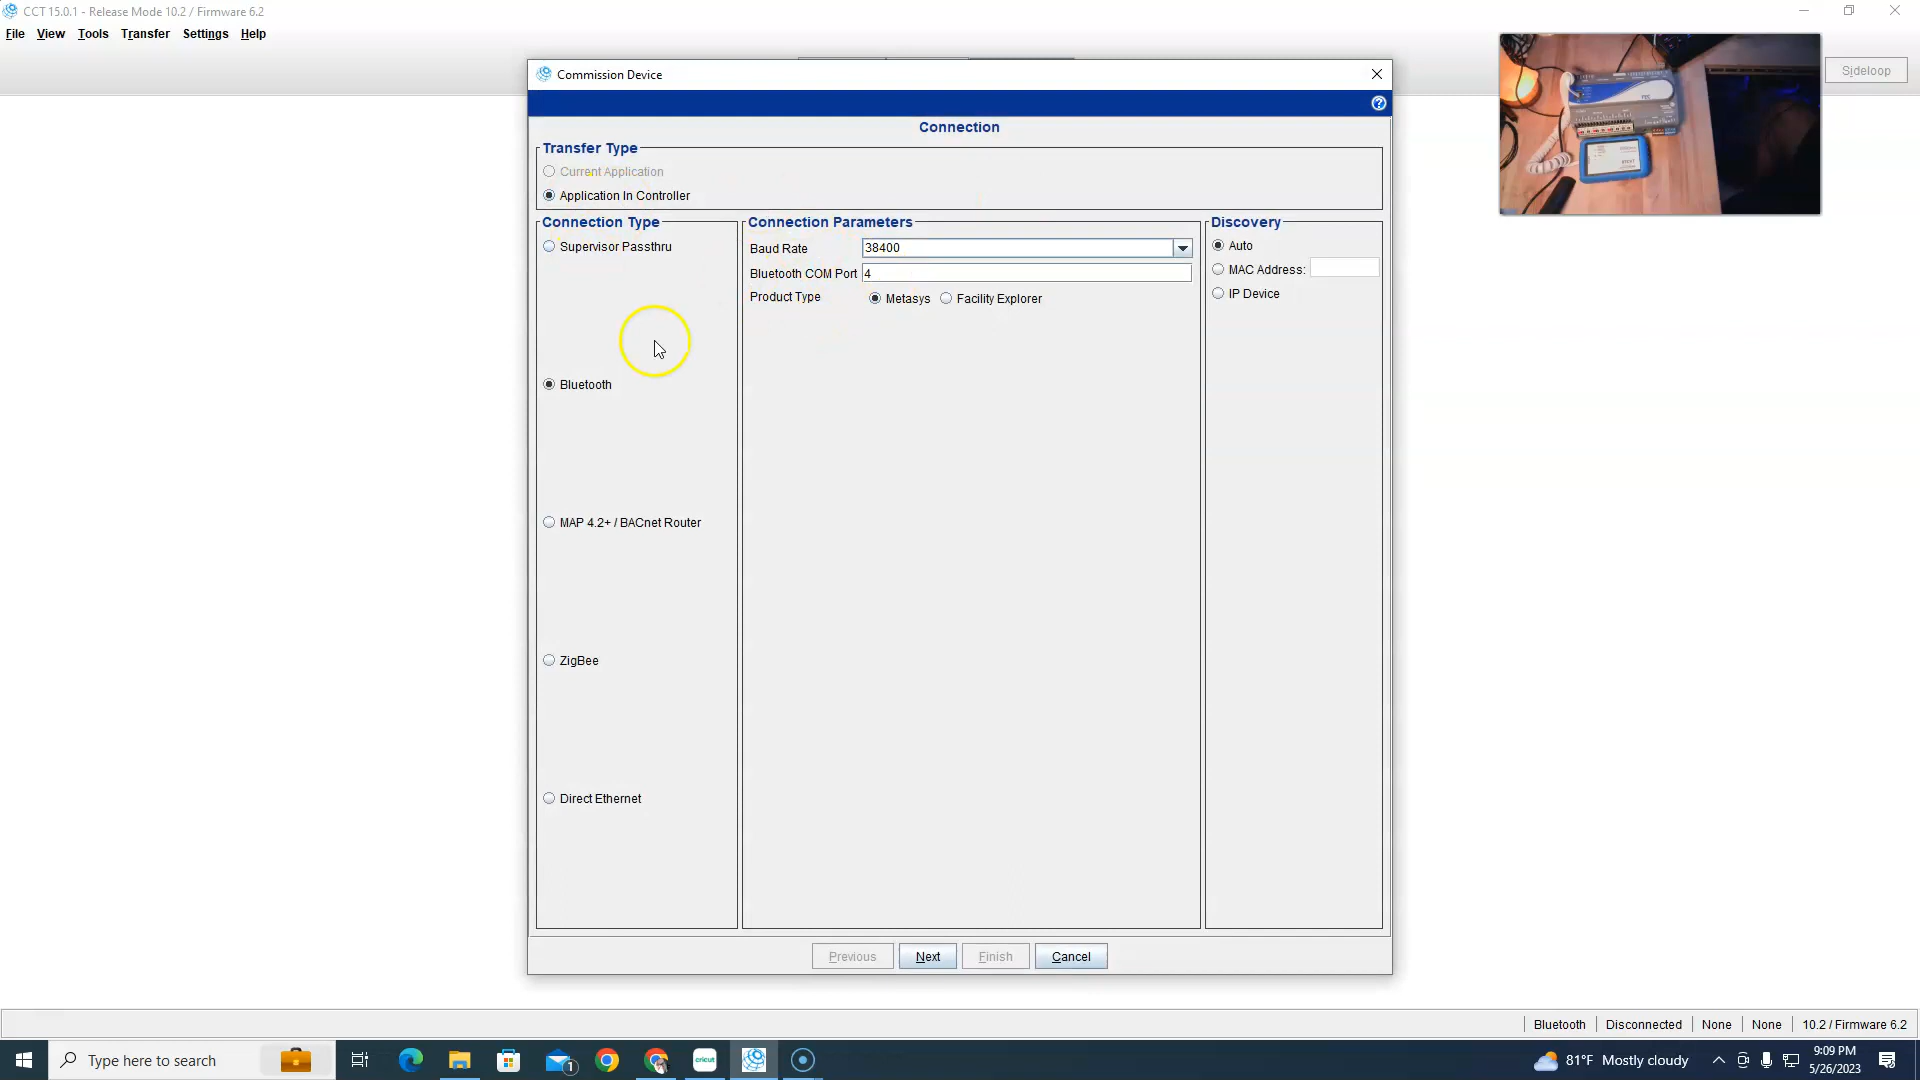 CCT 15.0.1 - Release Mode 10.2 / Firmware 6.2
File View Tools Transfer Settings Help
Sideloop
Commission Device
Connection
Transfer Type
Current Application
Application In Controller
Connection Type
Supervisor Passthru
Bluetooth
MAP 4.2+ / BACnet Router
ZigBee
Direct Ethernet
Connection Parameters
Baud Rate 38400
Bluetooth COM Port 4
Product Type Metasys Facility Explorer
Discovery
Auto
MAC Address:
IP Device
Previous Next Finish Cancel
Bluetooth Disconnected None None 10.2 / Firmware 6.2
Type here to search
1
cricut
81°F Mostly cloudy
9:09 PM
5/26/2023